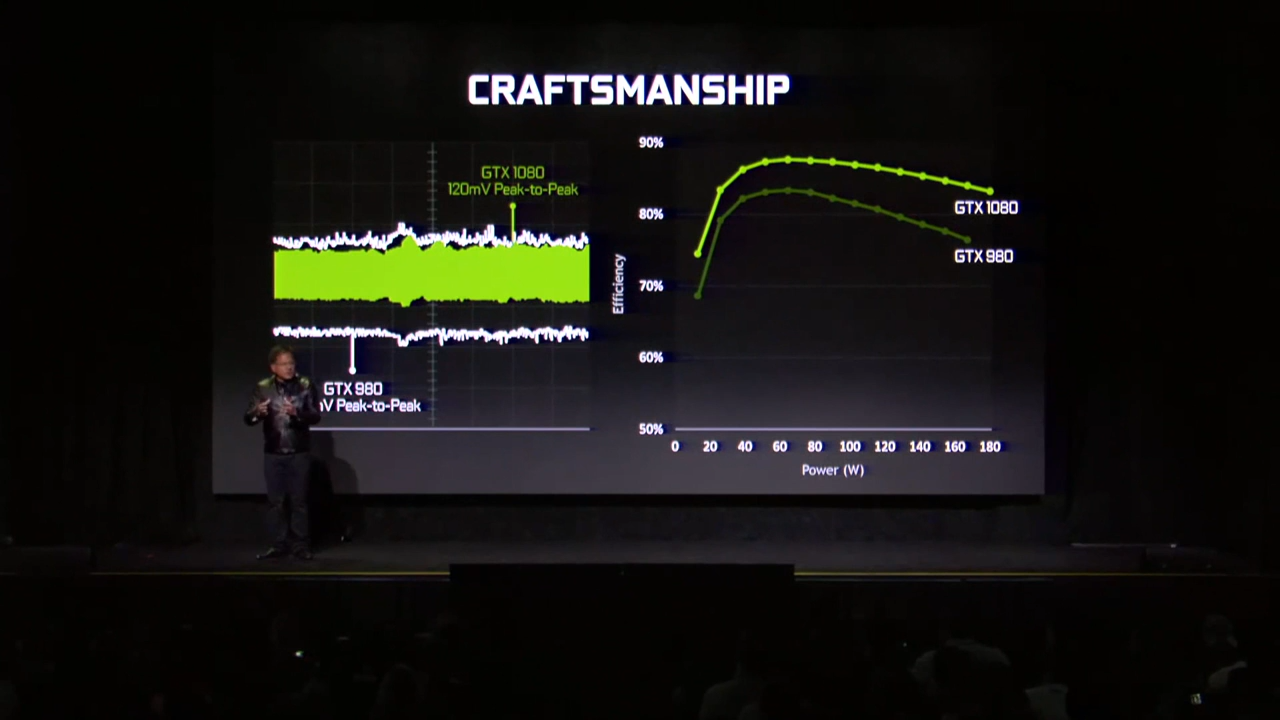 CRAFTSMANSHIP
GTX 1080
120mV Peak-to-Peak
GTX 980
Peak-to-Peak
90%
80%
70%
60%
50%
Efficiency
GTX 1080
GTX 980
0 20 40 60 80 100 120 140 160 180
Power (W)